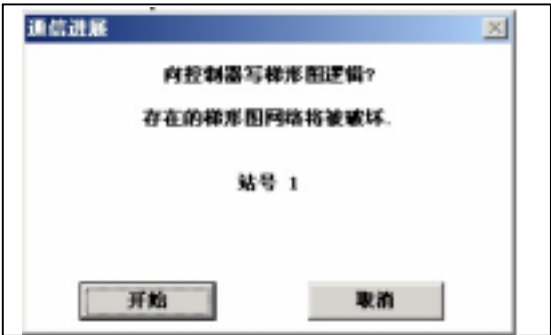 通信进展
向控制器写梯形图逻辑?
存在的梯形图网络将被破坏.
站号 1
开始
取消